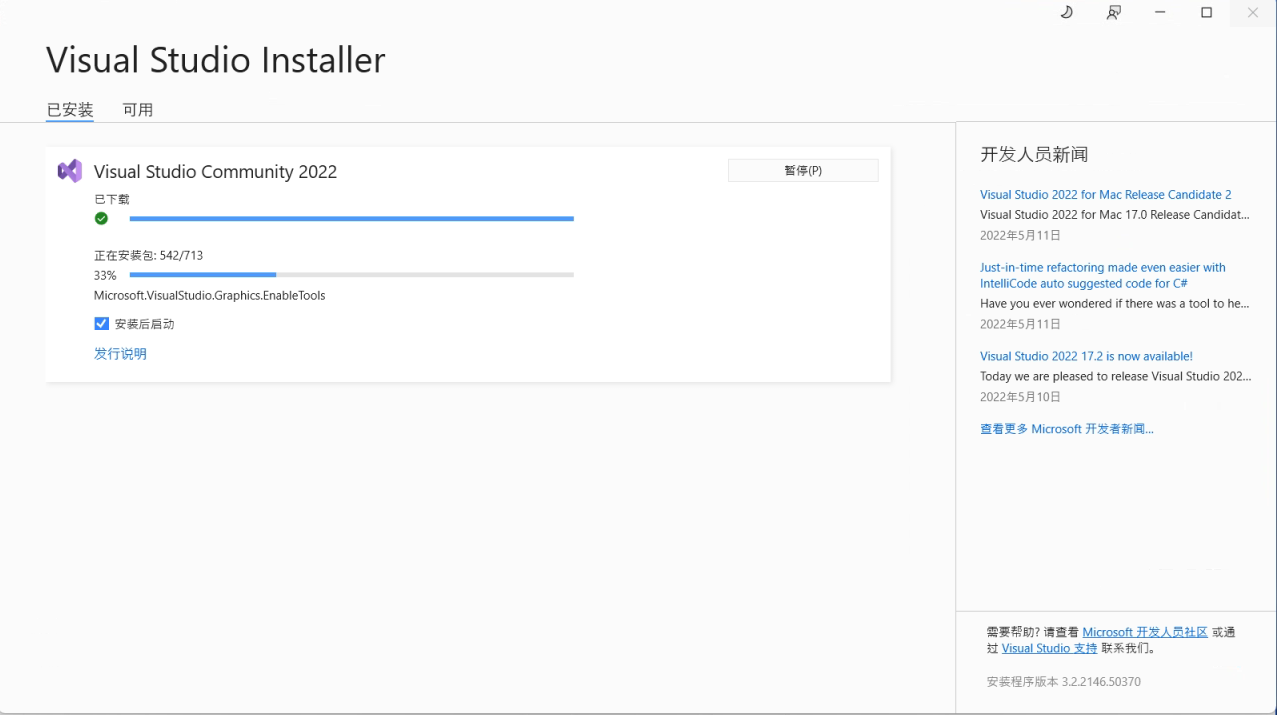 Visual Studio Installer
已安装 可用
Visual Studio Community 2022
暂停(P)
已下载
正在安装包: 542/713
33%
Microsoft.VisualStudio.Graphics.EnableTools
安装后启动
发行说明
开发人员新闻
Visual Studio 2022 for Mac Release Candidate 2
Visual Studio 2022 for Mac 17.0 Release Candidat...
2022年5月11日
Just-in-time refactoring made even easier with
IntelliCode auto suggested code for C#
Have you ever wondered if there was a tool to he...
2022年5月11日
Visual Studio 2022 17.2 is now available!
Today we are pleased to release Visual Studio 202...
2022年5月10日
查看更多 Microsoft 开发者新闻...
需要帮助? 请查看 Microsoft 开发人员社区 或通
过 Visual Studio 支持 联系我们。
安装程序版本 3.2.2146.50370